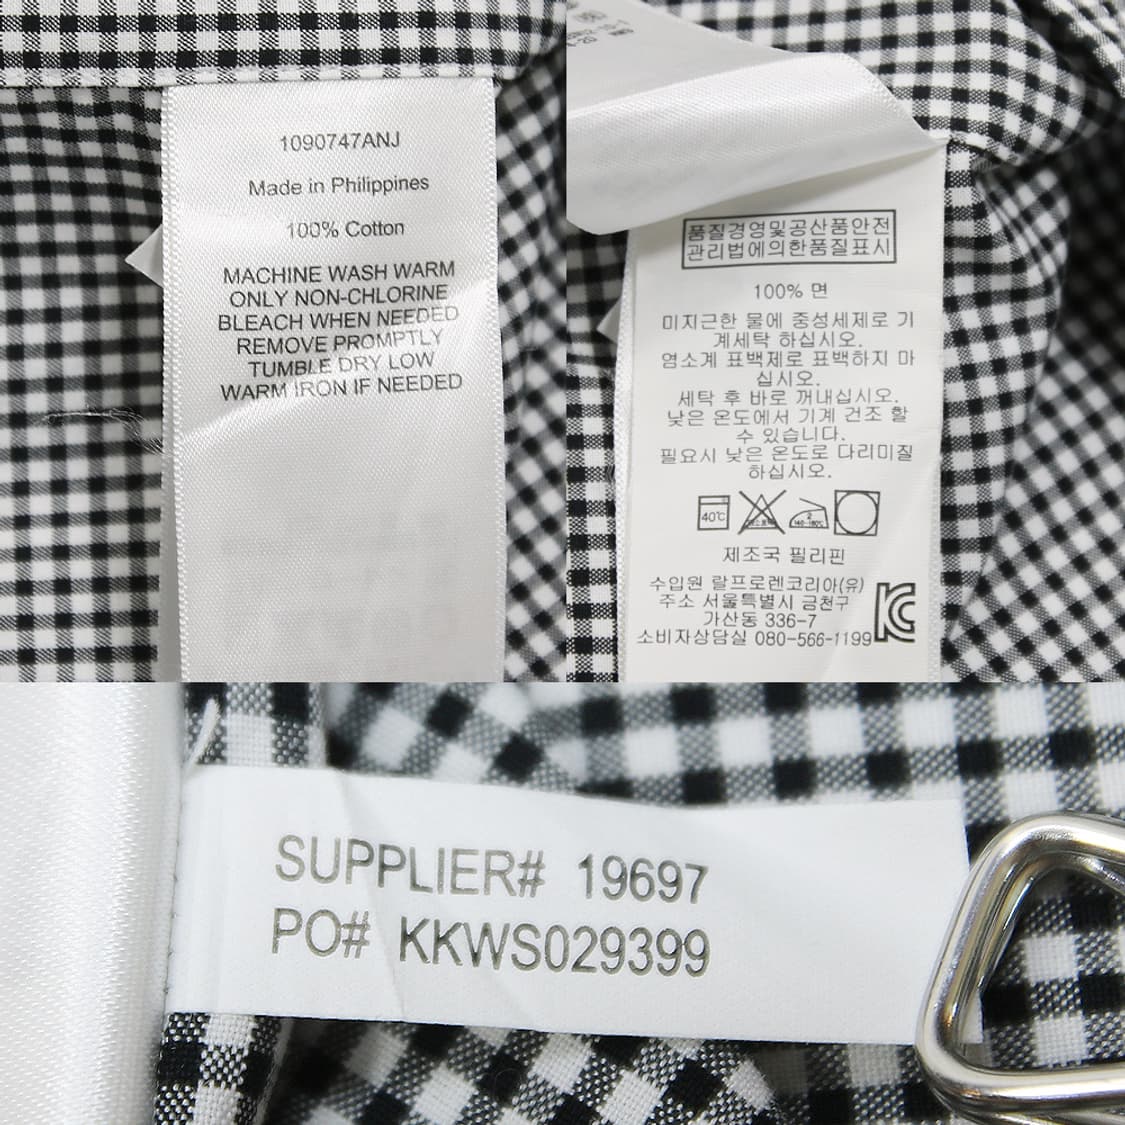 1090747ANJ
Made in Philippines
100% Cotton
MACHINE WASH WARM
ONLY NON-CHLORINE
BLEACH WHEN NEEDED
REMOVE PROMPTLY
TUMBLE DRY LOW
WARM IRON IF NEEDED
품질경영및공산품안전
관리법에의한품질표시
100% 면
미지근한 물에 중성세제로 기
계세탁 하십시오.
염소계 표백제로 표백하지 마
십시오.
세탁 후 바로 꺼내십시오.
낮은 온도에서 기계 건조 할
수 있습니다.
필요시 낮은 온도로 다리미질
하십시오.
40℃
2
140-160℃
제조국 필리핀
수입원 랄프로렌코리아(유)
주소 서울특별시 금천구
가산동 336-7
소비자상담실 080-566-1199
SUPPLIER# 19697
PO# KKWS029399